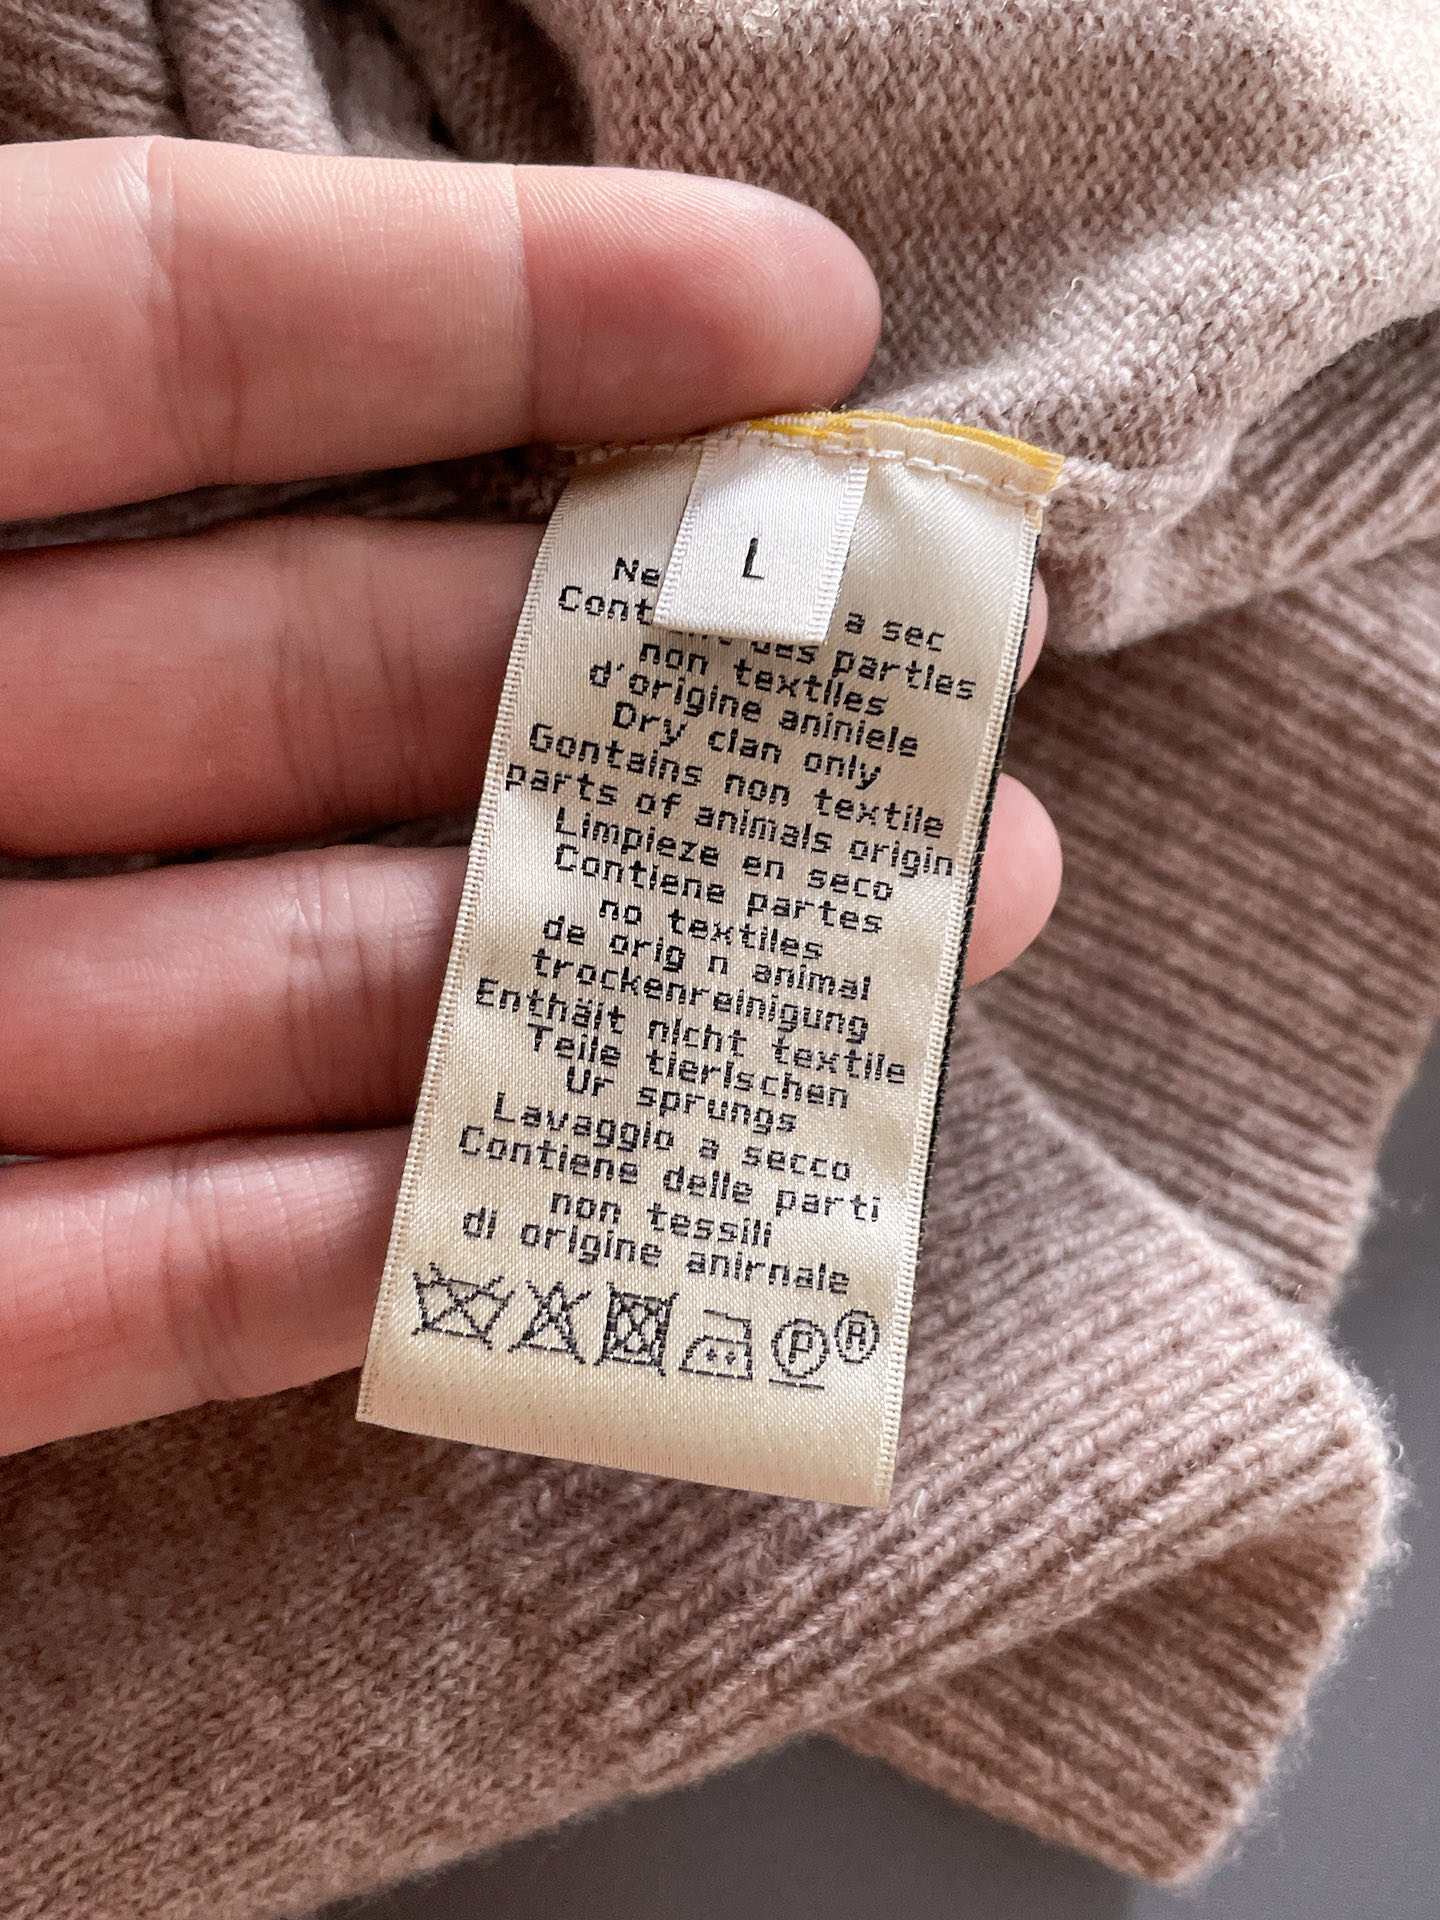 L
Ne
Cont a sec
des parties
non textiles
d'origine aniniele
Dry clan only
Gontains non textile
parts of animals origin
Limpieze en seco
Contiene partes
no textiles
de orig n animal
trockenreinigung
Enthäit nicht textile
Teile tierischen
Ur sprungs
Lavaggio a secco
Contiene delle parti
non tessili
di origine anirnale
P ®